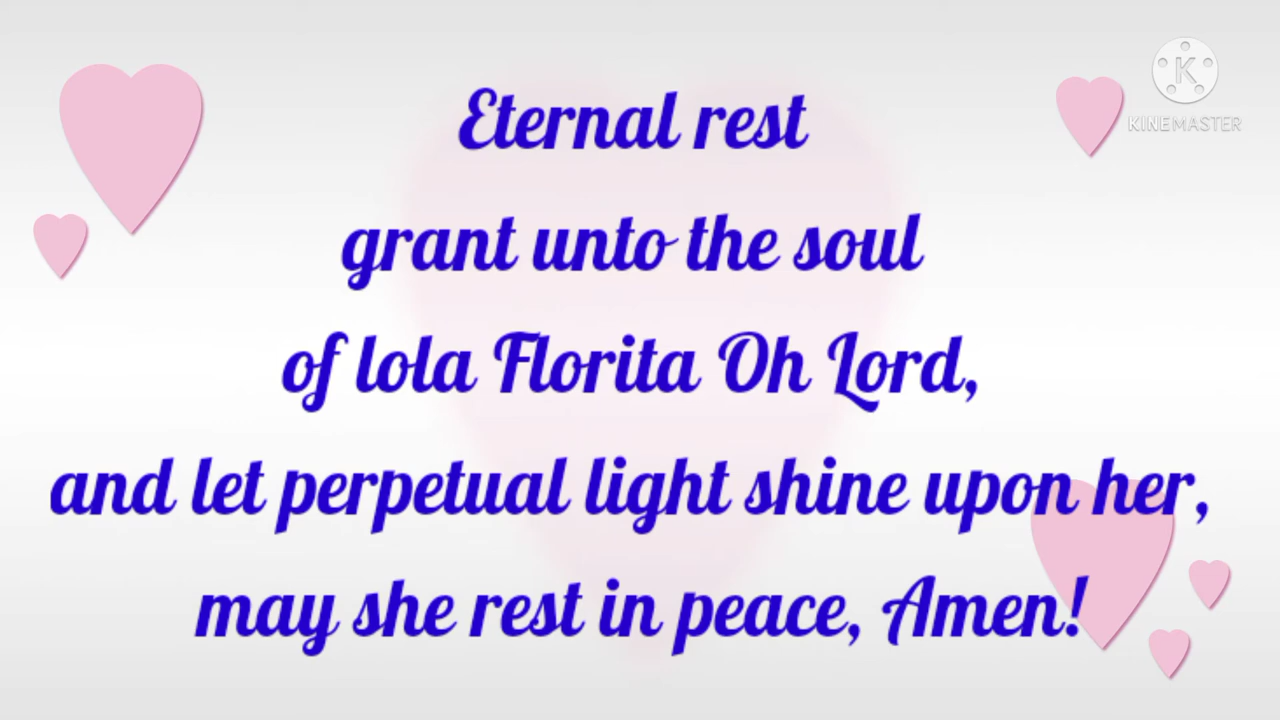 Eternal rest
grant unto the soul
of lola Florita Oh Lord,
and let perpetual light shine upon her,
may she rest in peace, Amen!
K
KINEMASTER